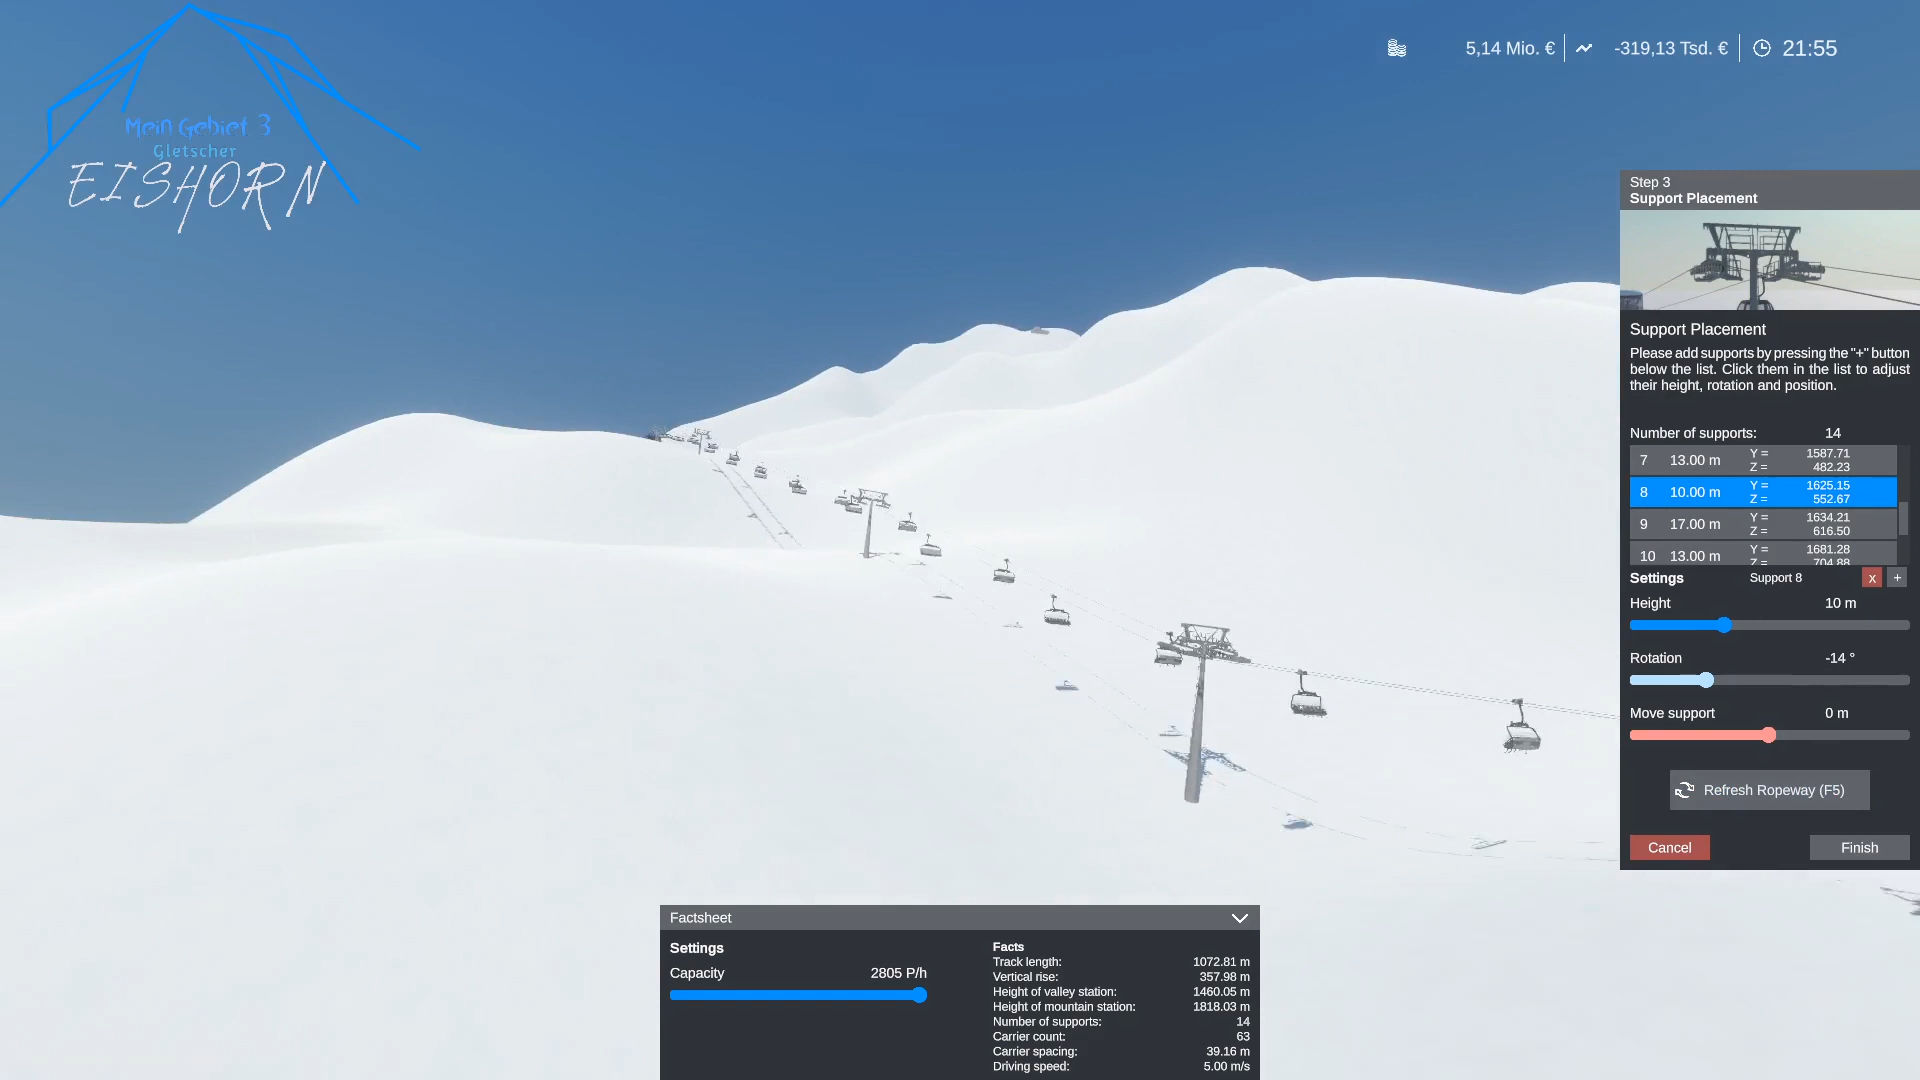 5,14 Mio. €
-319,13 Tsd. €
21:55
Mein Gebiet 3
Gletscher
EISHORN
Step 3
Support Placement
Support Placement
Please add supports by pressing the "+" button
below the list. Click them in the list to adjust
their height, rotation and position.
Number of supports: 14
7 13.00 m Y = 1587.71
Z = 482.23
8 10.00 m Y = 1625.15
Z = 552.67
9 17.00 m Y = 1634.21
Z = 616.50
10 13.00 m Y = 1681.28
Z = 704.88
Settings Support 8 x +
Height 10 m
Rotation -14 °
Move support 0 m
Refresh Ropeway (F5)
Cancel Finish
Factsheet
Settings
Capacity 2805 P/h
Facts
Track length: 1072.81 m
Vertical rise: 357.98 m
Height of valley station: 1460.05 m
Height of mountain station: 1818.03 m
Number of supports: 14
Carrier count: 63
Carrier spacing: 39.16 m
Driving speed: 5.00 m/s